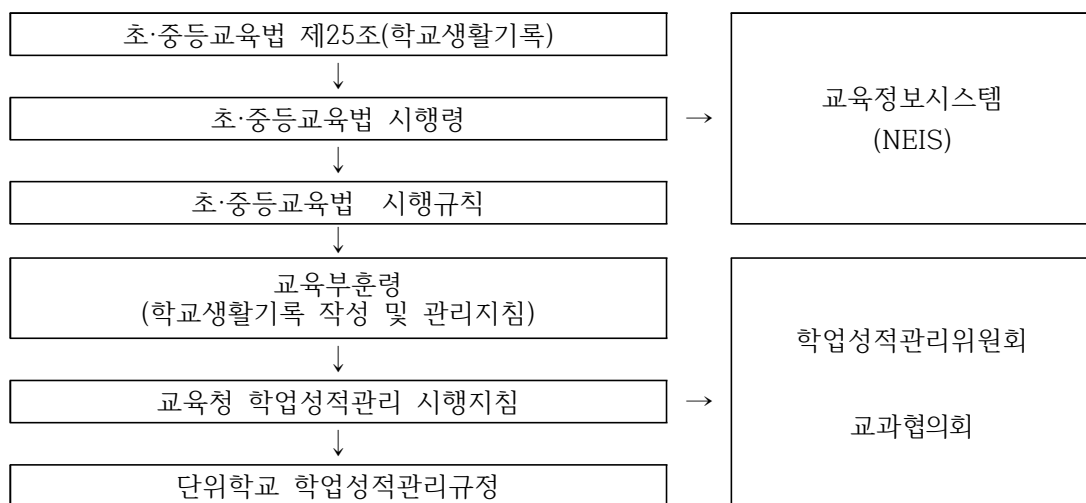 초·중등교육법 제25조(학교생활기록)
↓
초·중등교육법 시행령
→
교육정보시스템
(NEIS)
↓
초·중등교육법 시행규칙
↓
교육부훈령
(학교생활기록 작성 및 관리지침)
↓
교육청 학업성적관리 시행지침
→
학업성적관리위원회
교과협의회
↓
단위학교 학업성적관리규정